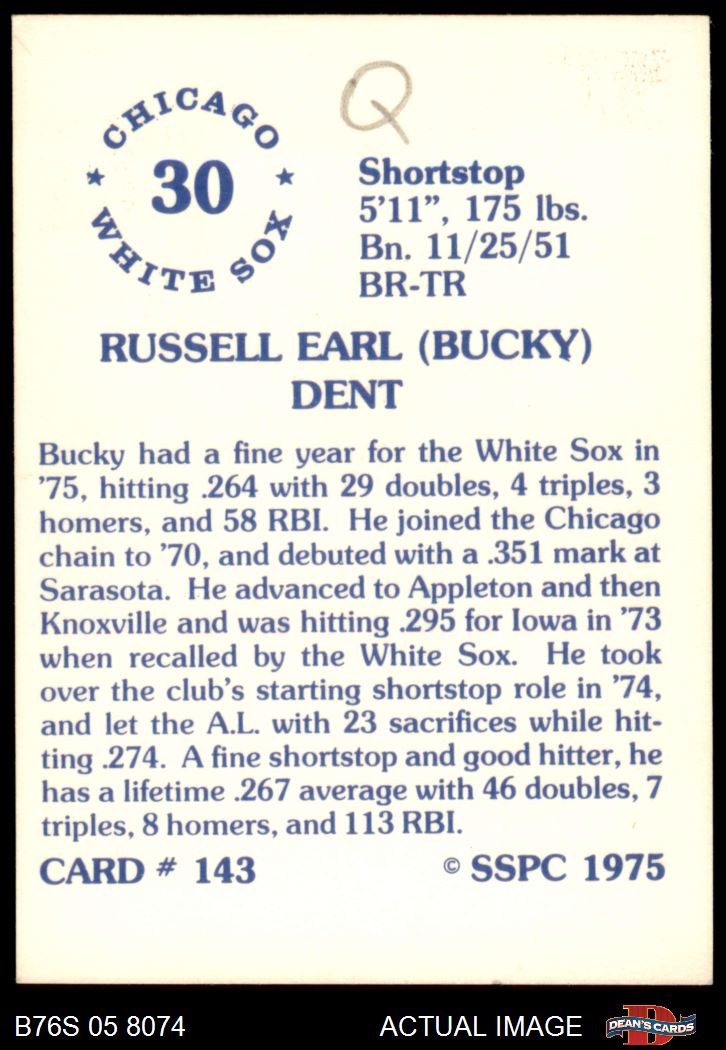 Q
CHICAGO
★ 30 ★
WHITE SOX
Shortstop
5'11", 175 lbs.
Bn. 11/25/51
BR-TR
RUSSELL EARL (BUCKY)
DENT
Bucky had a fine year for the White Sox in
'75, hitting .264 with 29 doubles, 4 triples, 3
homers, and 58 RBI. He joined the Chicago
chain to '70, and debuted with a .351 mark at
Sarasota. He advanced to Appleton and then
Knoxville and was hitting .295 for Iowa in '73
when recalled by the White Sox. He took
over the club's starting shortstop role in '74,
and let the A.L. with 23 sacrifices while hit-
ting .274. A fine shortstop and good hitter, he
has a lifetime .267 average with 46 doubles, 7
triples, 8 homers, and 113 RBI.
CARD # 143 © SSPC 1975
B76S 05 8074 ACTUAL IMAGE D DEAN'S CARDS